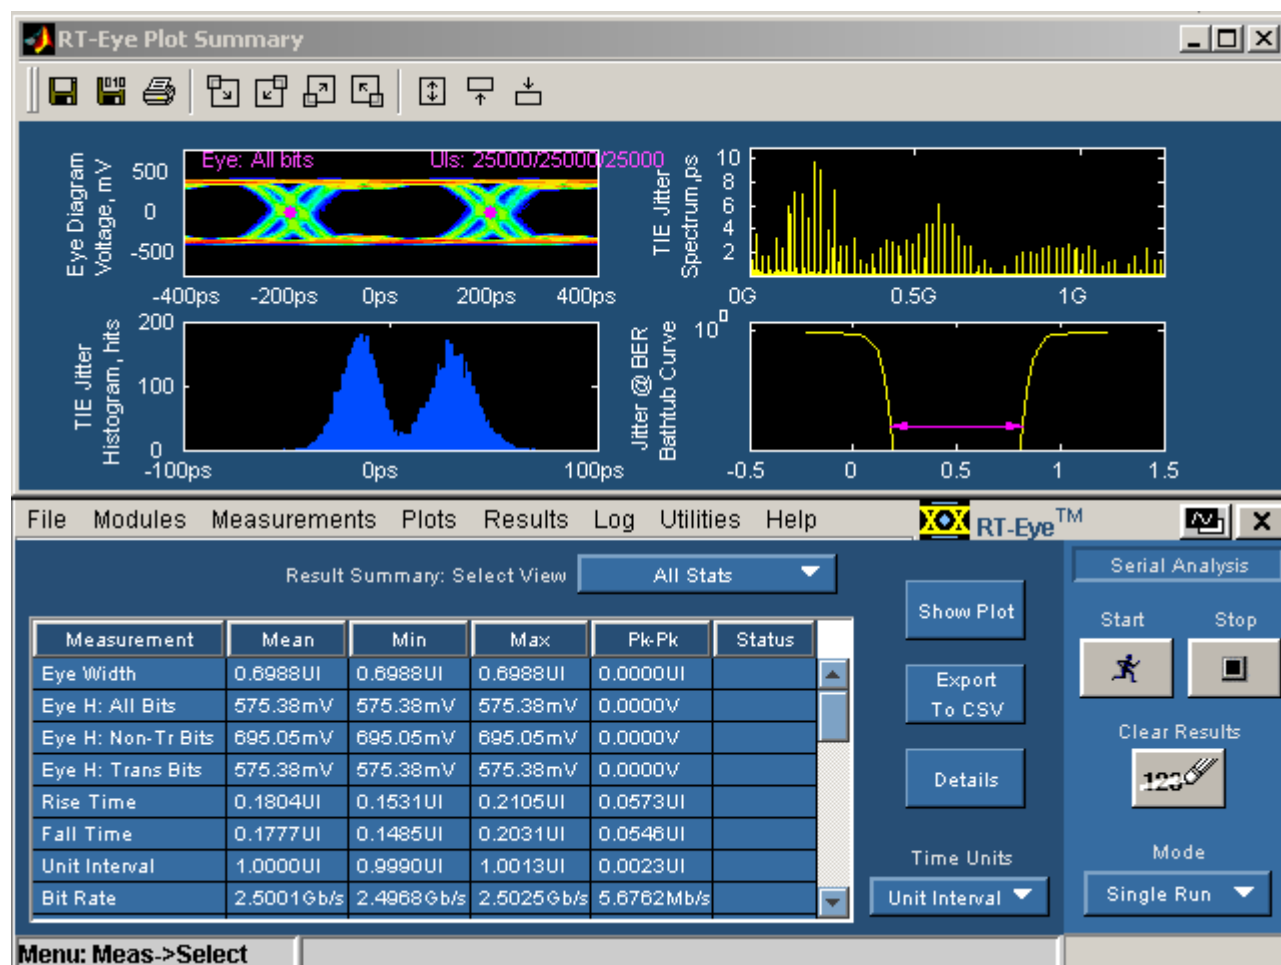 RT-Eye Plot Summary
Eye Diagram
Voltage, mV
500
0
-500
Eye: All bits
UIs: 25000/25000/25000
-400ps -200ps 0ps 200ps 400ps
TIE Jitter
Spectrum,ps
10
8
6
4
2
0G 0.5G 1G
TIE Jitter
Histogram, hits
200
100
0
-100ps 0ps 100ps
Jitter @ BER
Bathtub Curve
10⁰
-0.5 0 0.5 1 1.5
File Modules Measurements Plots Results Log Utilities Help
RT-Eye™
Result Summary: Select View All Stats
Measurement Mean Min Max Pk-Pk Status
Eye Width 0.6988UI 0.6988UI 0.6988UI 0.0000UI
Eye H: All Bits 575.38mV 575.38mV 575.38mV 0.0000V
Eye H: Non-Tr Bits 695.05mV 695.05mV 695.05mV 0.0000V
Eye H: Trans Bits 575.38mV 575.38mV 575.38mV 0.0000V
Rise Time 0.1804UI 0.1531UI 0.2105UI 0.0573UI
Fall Time 0.1777UI 0.1485UI 0.2031UI 0.0546UI
Unit Interval 1.0000UI 0.9990UI 1.0013UI 0.0023UI
Bit Rate 2.5001Gb/s 2.4968Gb/s 2.5025Gb/s 5.6762Mb/s
Show Plot
Export
To CSV
Details
Time Units
Unit Interval
Serial Analysis
Start Stop
Clear Results
123
Mode
Single Run
Menu: Meas->Select